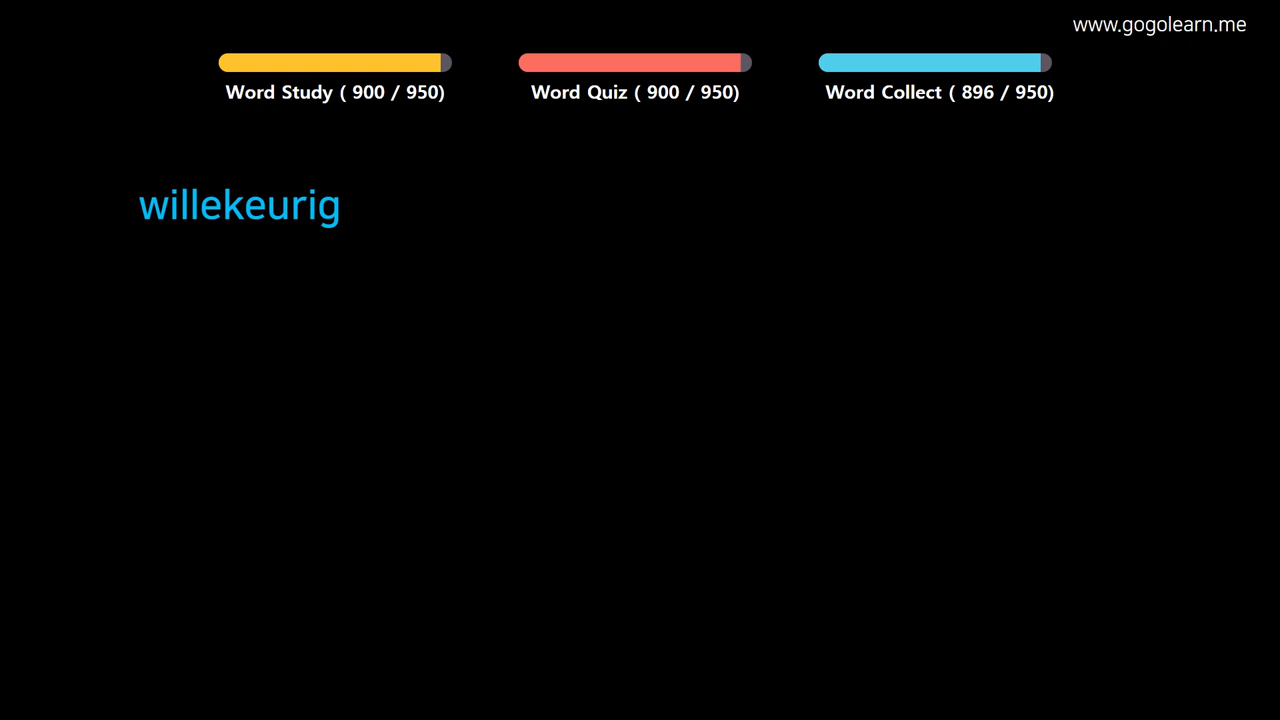 www.gogolearn.me
Word Study ( 900 / 950)
Word Quiz ( 900 / 950)
Word Collect ( 896 / 950)
willekeurig